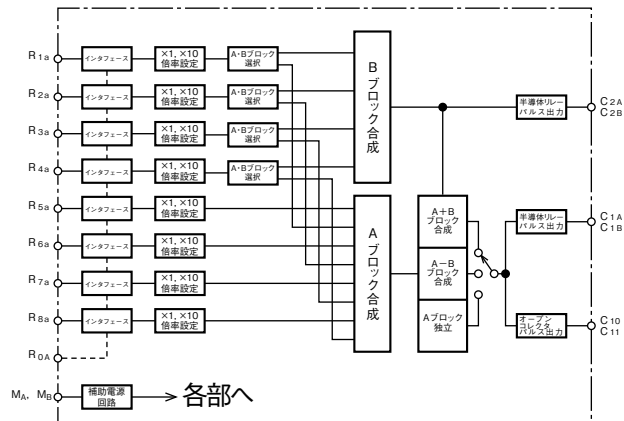 R1a
インタフェース
×1, ×10
倍率設定
A・Bブロック
選択
R2a
インタフェース
×1, ×10
倍率設定
A・Bブロック
選択
R3a
インタフェース
×1, ×10
倍率設定
A・Bブロック
選択
R4a
インタフェース
×1, ×10
倍率設定
A・Bブロック
選択
R5a
インタフェース
×1, ×10
倍率設定
R6a
インタフェース
×1, ×10
倍率設定
R7a
インタフェース
×1, ×10
倍率設定
R8a
インタフェース
×1, ×10
倍率設定
R0A
MA, MB
補助電源
回路
各部へ
Bブロック合成
Aブロック合成
A+B
ブロック
合成
A−B
ブロック
合成
Aブロック
独立
半導体リレー
パルス出力
C2A
C2B
半導体リレー
パルス出力
C1A
C1B
オープン
コレクタ
パルス出力
C10
C11